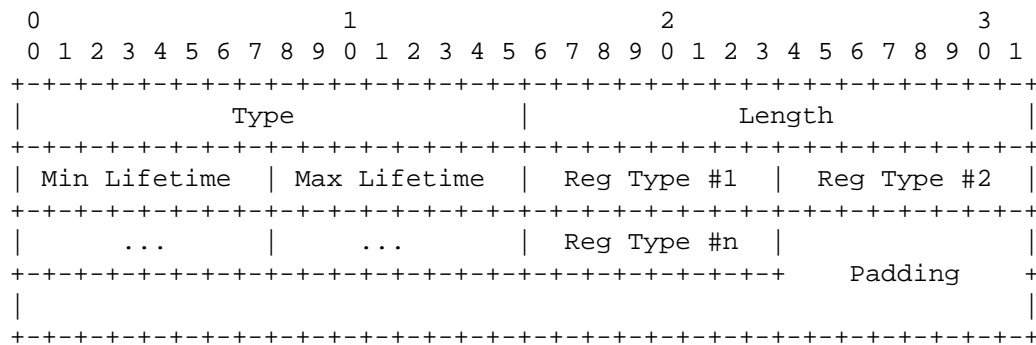 0                   1                   2                   3
 0 1 2 3 4 5 6 7 8 9 0 1 2 3 4 5 6 7 8 9 0 1 2 3 4 5 6 7 8 9 0 1
+-+-+-+-+-+-+-+-+-+-+-+-+-+-+-+-+-+-+-+-+-+-+-+-+-+-+-+-+-+-+-+-+
|             Type              |             Length            |
+-+-+-+-+-+-+-+-+-+-+-+-+-+-+-+-+-+-+-+-+-+-+-+-+-+-+-+-+-+-+-+-+
| Min Lifetime  | Max Lifetime  |  Reg Type #1  |  Reg Type #2  |
+-+-+-+-+-+-+-+-+-+-+-+-+-+-+-+-+-+-+-+-+-+-+-+-+-+-+-+-+-+-+-+-+
|      ...      |     ...       |  Reg Type #n  |               |
+-+-+-+-+-+-+-+-+-+-+-+-+-+-+-+-+-+-+-+-+-+-+-+-+    Padding    +
|                                                               |
+-+-+-+-+-+-+-+-+-+-+-+-+-+-+-+-+-+-+-+-+-+-+-+-+-+-+-+-+-+-+-+-+